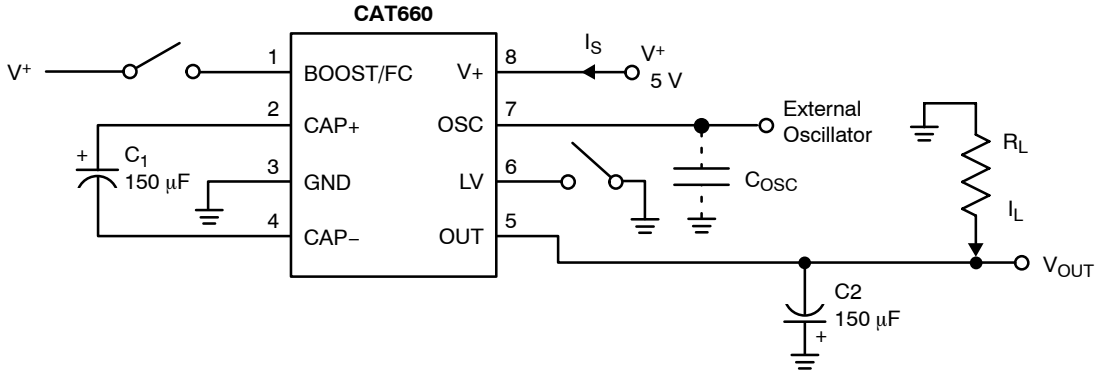 CAT660
V+
1
BOOST/FC
2
CAP+
+
C1
150 μF
3
GND
4
CAP−
V+
8
IS
V+
5 V
OSC
7
External
Oscillator
LV
6
COSC
OUT
5
RL
IL
VOUT
C2
150 μF
+